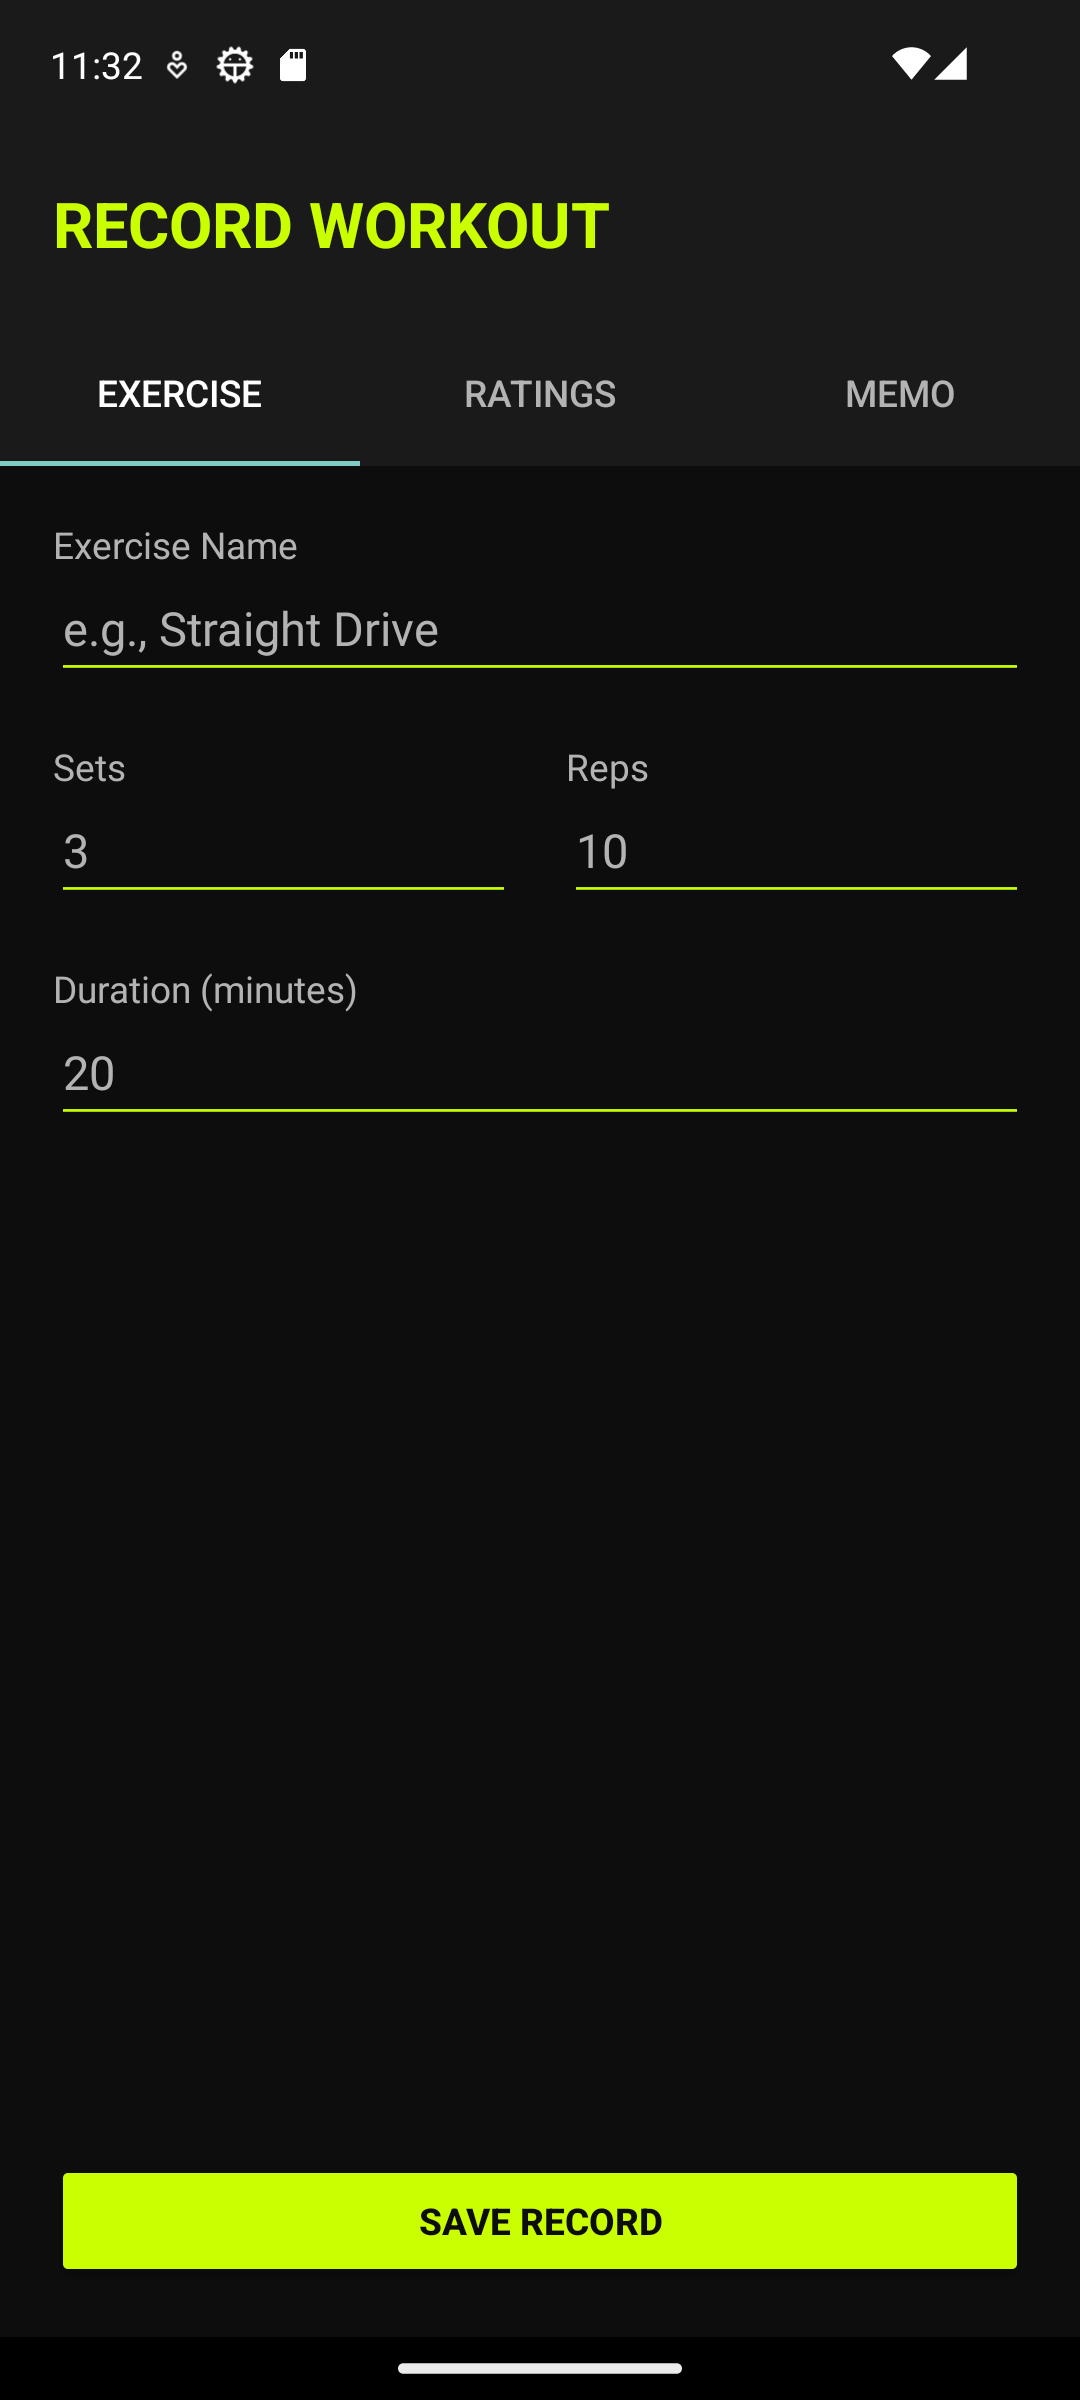 11:32
RECORD WORKOUT
EXERCISE RATINGS MEMO
Exercise Name
e.g., Straight Drive
Sets Reps
3 10
Duration (minutes)
20
SAVE RECORD